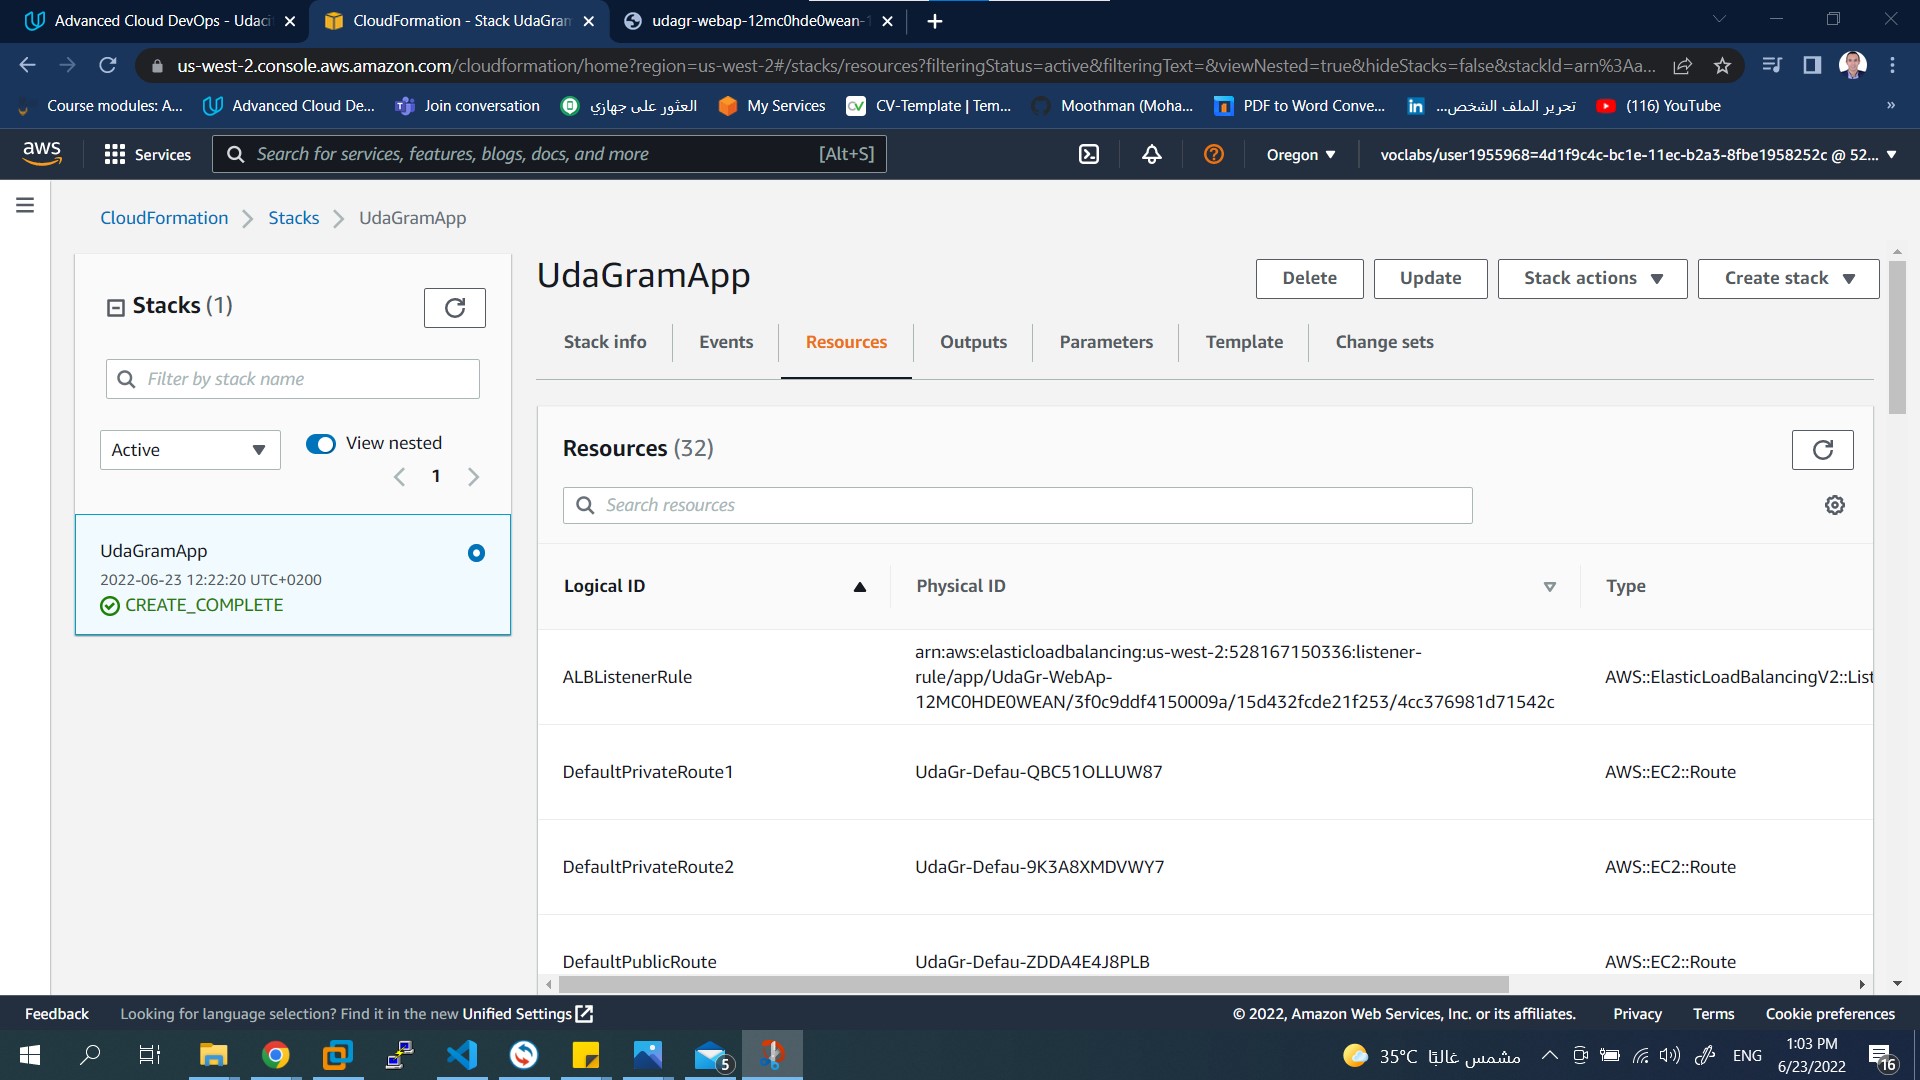 Advanced Cloud DevOps - Udaci
CloudFormation - Stack UdaGram
udagr-webap-12mc0hde0wean-1
us-west-2.console.aws.amazon.com/cloudformation/home?region=us-west-2#/stacks/resources?filteringStatus=active&filteringText=&viewNested=true&hideStacks=false&stackId=arn%3Aa...
Course modules: A...
Advanced Cloud De...
Join conversation
العثور على جهازي
My Services
CV-Template | Tem...
Moothman (Moha...
PDF to Word Conve...
تحرير الملف الشخص...
(116) YouTube
»
aws
Services
Search for services, features, blogs, docs, and more
[Alt+S]
Oregon
voclabs/user1955968=4d1f9c4c-bc1e-11ec-b2a3-8fbe1958252c @ 52...
CloudFormation
Stacks
UdaGramApp
Stacks (1)
Filter by stack name
Active
View nested
1
UdaGramApp
2022-06-23 12:22:20 UTC+0200
CREATE_COMPLETE
UdaGramApp
Delete
Update
Stack actions
Create stack
Stack info
Events
Resources
Outputs
Parameters
Template
Change sets
Resources (32)
Search resources
Logical ID
Physical ID
Type
ALBListenerRule
arn:aws:elasticloadbalancing:us-west-2:528167150336:listener-
rule/app/UdaGr-WebAp-
12MC0HDE0WEAN/3f0c9ddf4150009a/15d432fcde21f253/4cc376981d71542c
AWS::ElasticLoadBalancingV2::List
DefaultPrivateRoute1
UdaGr-Defau-QBC51OLLUW87
AWS::EC2::Route
DefaultPrivateRoute2
UdaGr-Defau-9K3A8XMDVWY7
AWS::EC2::Route
DefaultPublicRoute
UdaGr-Defau-ZDDA4E4J8PLB
AWS::EC2::Route
Feedback
Looking for language selection? Find it in the new Unified Settings
© 2022, Amazon Web Services, Inc. or its affiliates.
Privacy
Terms
Cookie preferences
5
35°C مشمس غالبًا
ENG
1:03 PM
6/23/2022
16